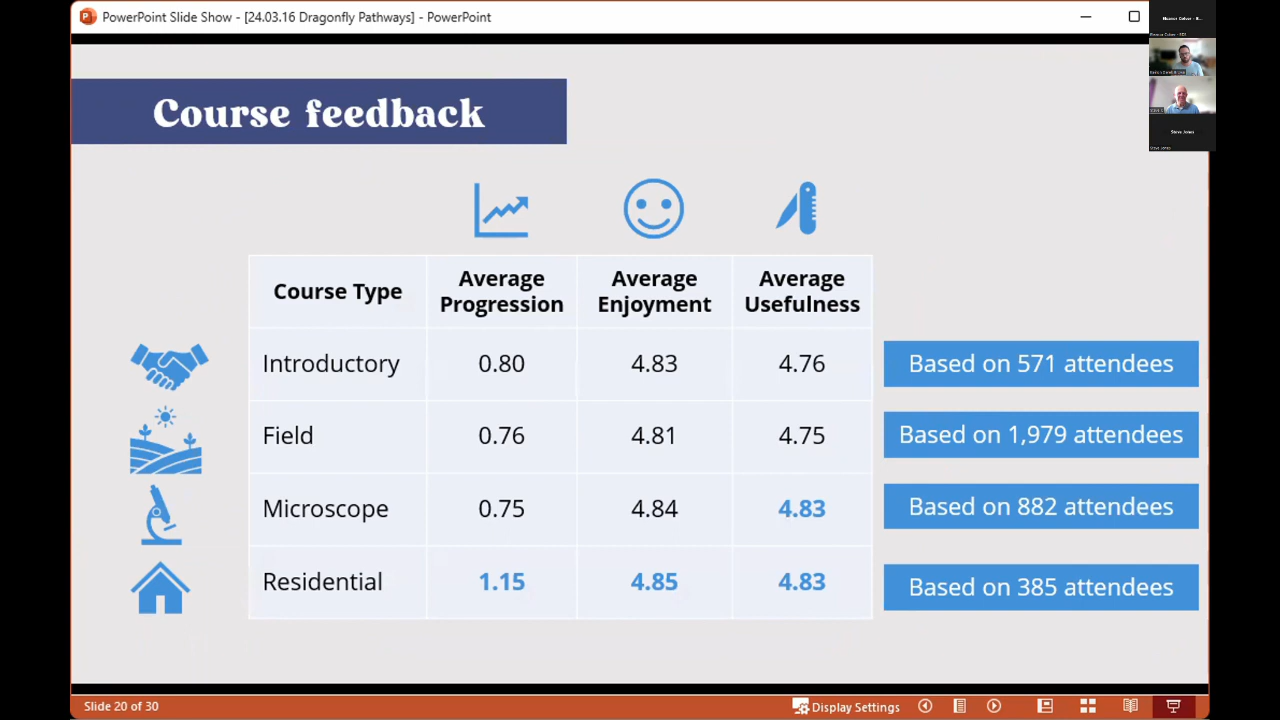 PowerPoint Slide Show - [24.03.16 Dragonfly Pathways] - PowerPoint
Course feedback
Course Type
Average
Progression
Average
Enjoyment
Average
Usefulness
Introductory
0.80
4.83
4.76
Based on 571 attendees
Field
0.76
4.81
4.75
Based on 1,979 attendees
Microscope
0.75
4.84
4.83
Based on 882 attendees
Residential
1.15
4.85
4.83
Based on 385 attendees
Steve Jones
Steve Jones
Slide 20 of 30
Display Settings